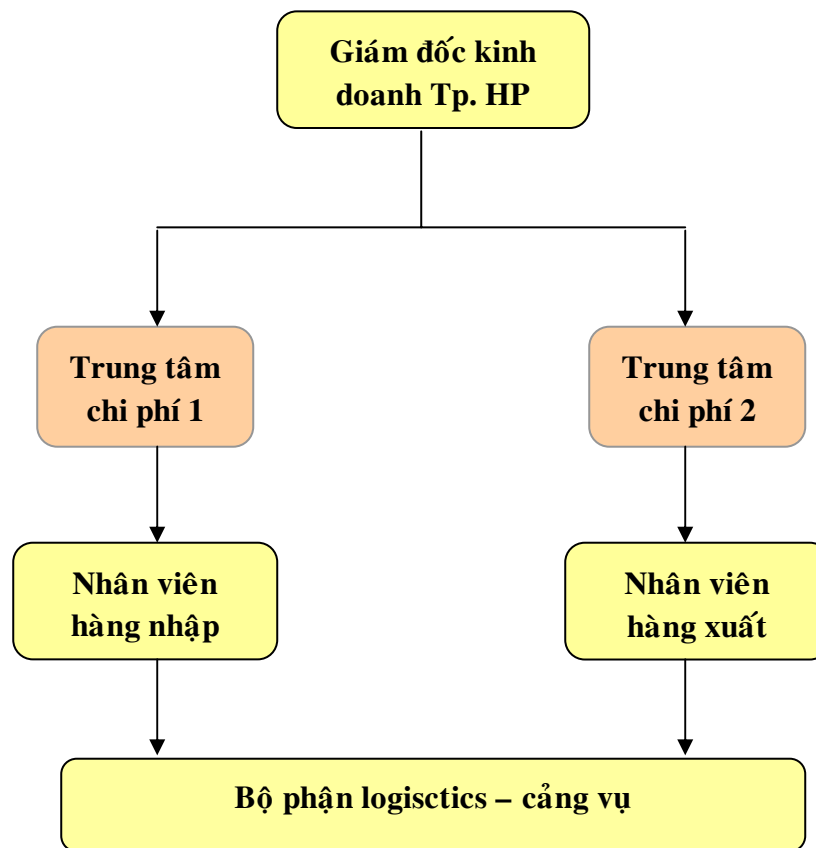 Giám đốc kinh
doanh Tp. HP
Trung tâm
chi phí 1
Trung tâm
chi phí 2
Nhân viên
hàng nhập
Nhân viên
hàng xuất
Bộ phận logisctics – cảng vụ